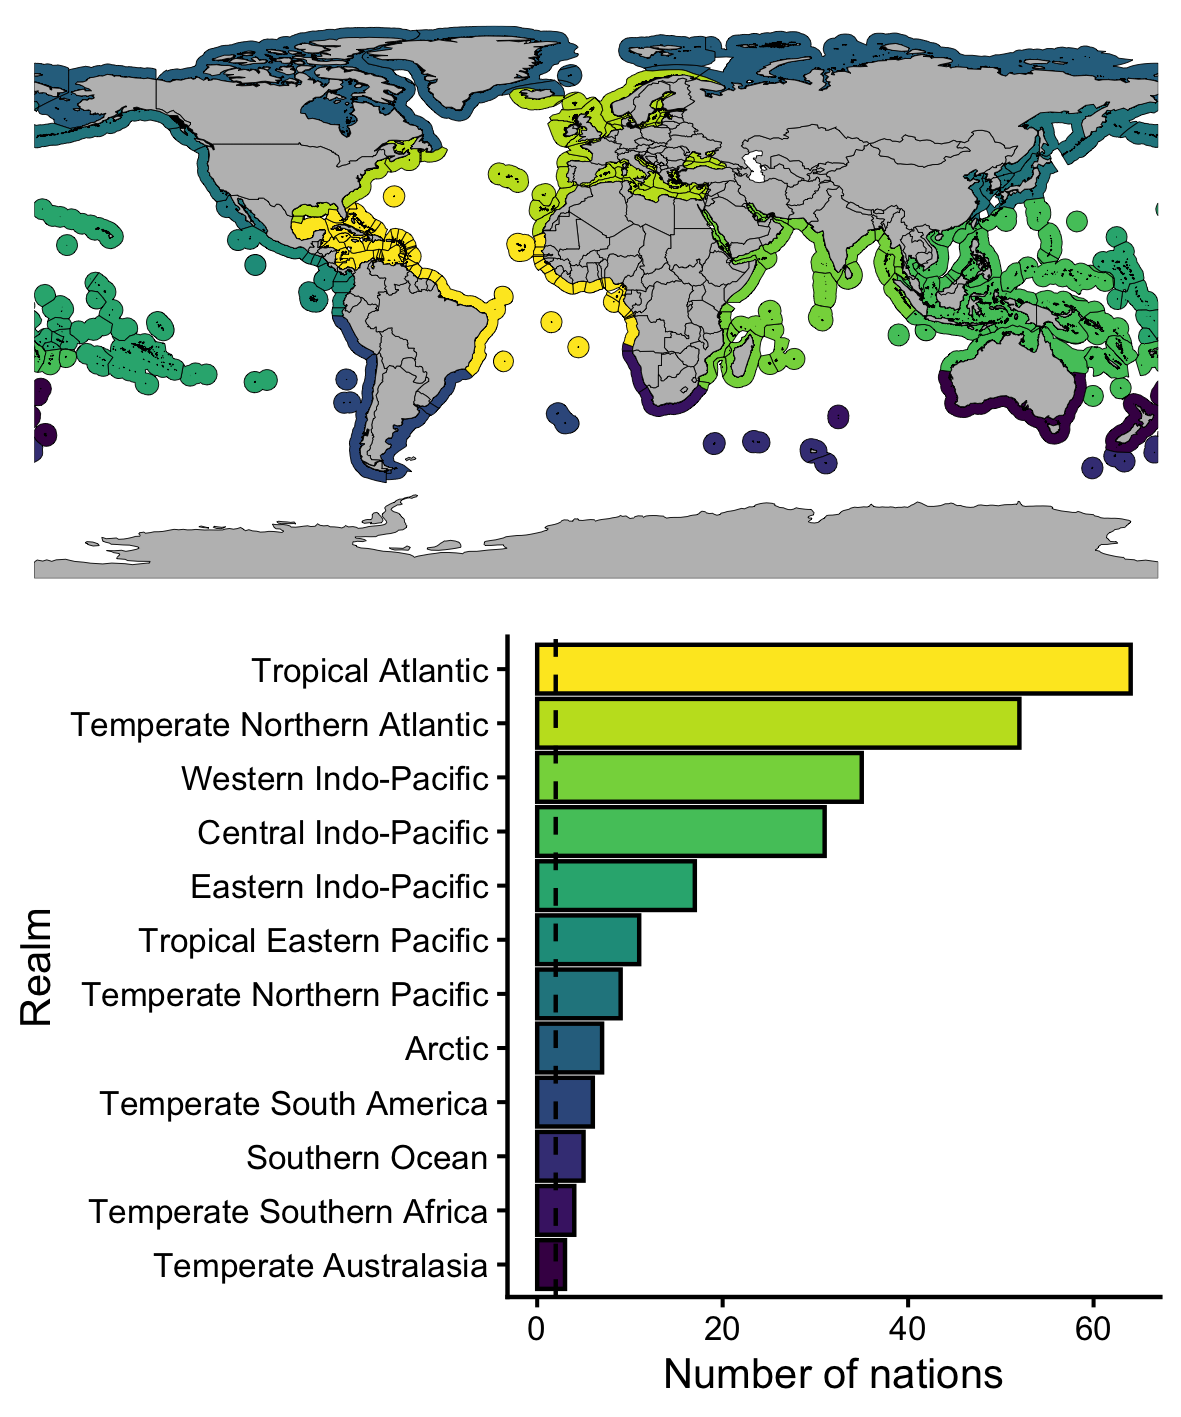 Tropical Atlantic
Temperate Northern Atlantic
Western Indo-Pacific
Central Indo-Pacific
Eastern Indo-Pacific
Tropical Eastern Pacific
Temperate Northern Pacific
Arctic
Temperate South America
Southern Ocean
Temperate Southern Africa
Temperate Australasia
Realm
0 20 40 60
Number of nations